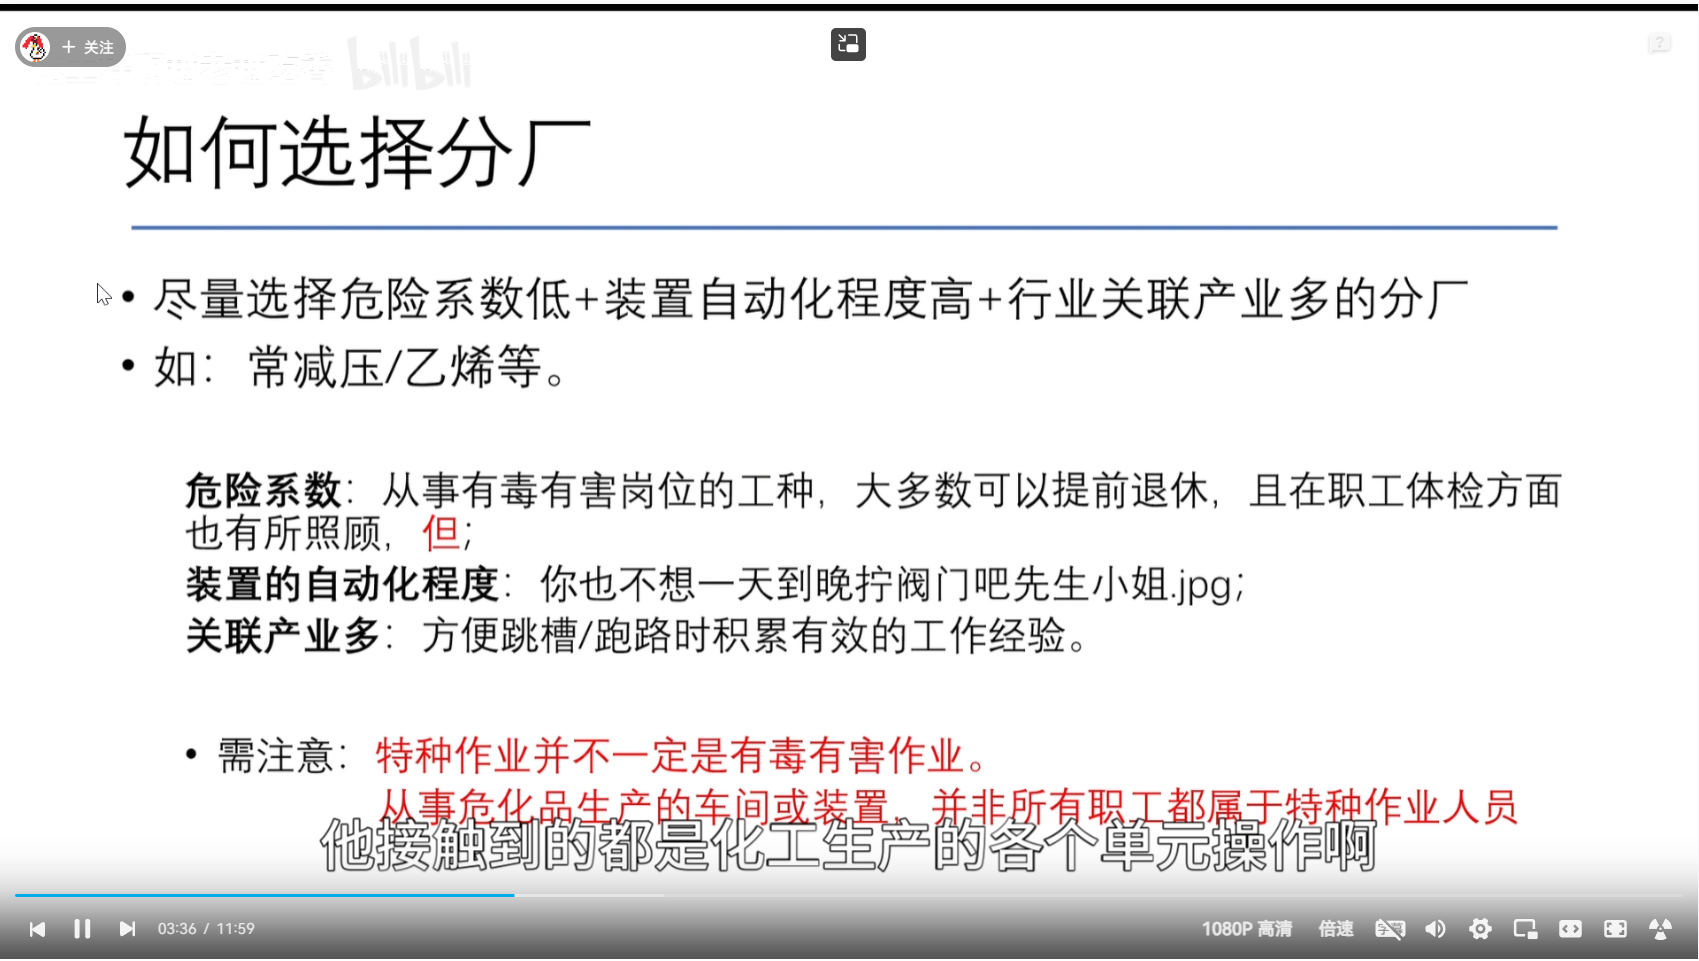 + 关注
bilibili
如何选择分厂
• 尽量选择危险系数低+装置自动化程度高+行业关联产业多的分厂
• 如：常减压/乙烯等。
危险系数：从事有毒有害岗位的工种，大多数可以提前退休，且在职工体检方面
也有所照顾，但；
装置的自动化程度：你也不想一天到晚拧阀门吧先生小姐.jpg；
关联产业多：方便跳槽/跑路时积累有效的工作经验。
• 需注意：特种作业并不一定是有毒有害作业。
从事危化品生产的车间或装置，并非所有职工都属于特种作业人员
他接触到的都是化工生产的各个单元操作啊
03:36 / 11:59
1080P 高清 倍速